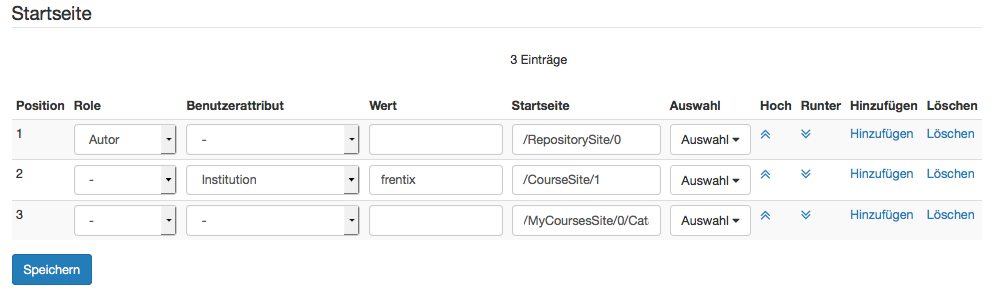 Startseite
3 Einträge
Position Role Benutzerattribut Wert Startseite Auswahl Hoch Runter Hinzufügen Löschen
1 Autor - /RepositorySite/0 Auswahl Hinzufügen Löschen
2 - Institution frentix /CourseSite/1 Auswahl Hinzufügen Löschen
3 - - /MyCoursesSite/0/Cat Auswahl Hinzufügen Löschen
Speichern